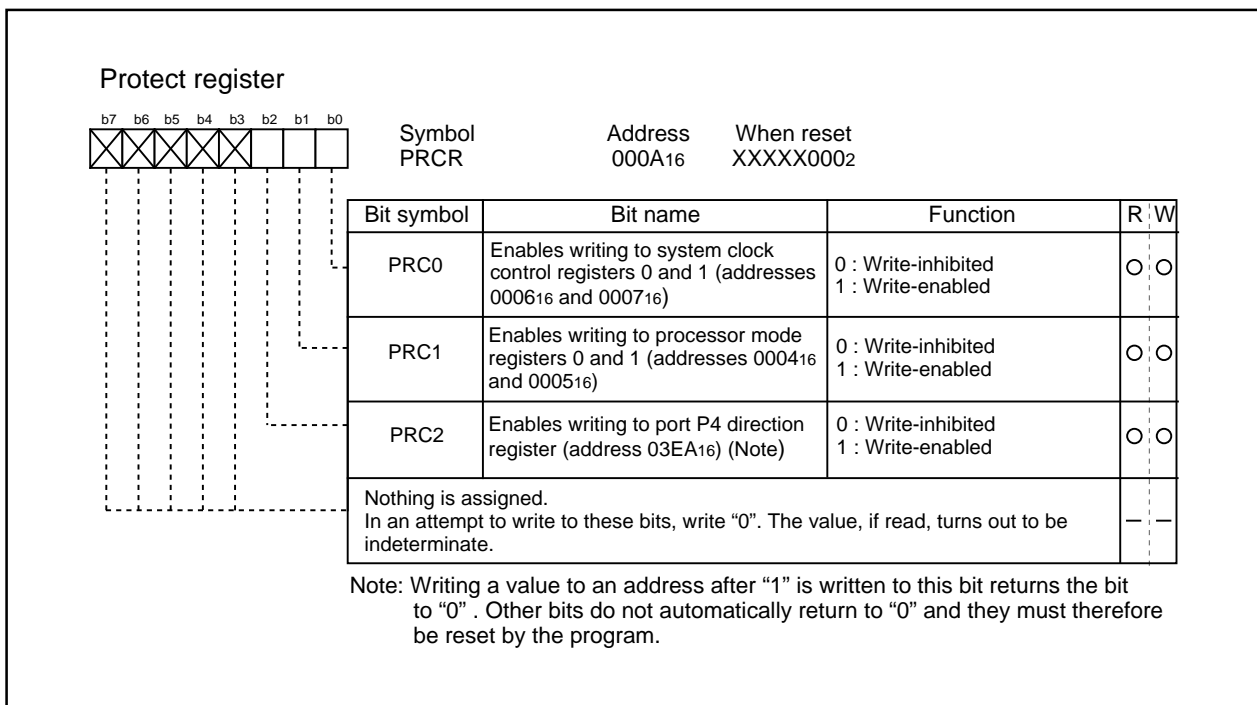 Protect register
b7 b6 b5 b4 b3 b2 b1 b0
Symbol Address When reset
PRCR 000A16 XXXXX0002
Bit symbol Bit name Function R W
PRC0
Enables writing to system clock
control registers 0 and 1 (addresses
000616 and 000716)
0 : Write-inhibited
1 : Write-enabled
PRC1
Enables writing to processor mode
registers 0 and 1 (addresses 000416
and 000516)
0 : Write-inhibited
1 : Write-enabled
PRC2
Enables writing to port P4 direction
register (address 03EA16) (Note)
0 : Write-inhibited
1 : Write-enabled
Nothing is assigned.
In an attempt to write to these bits, write “0”. The value, if read, turns out to be
indeterminate.
Note: Writing a value to an address after “1” is written to this bit returns the bit
to “0” . Other bits do not automatically return to “0” and they must therefore
be reset by the program.